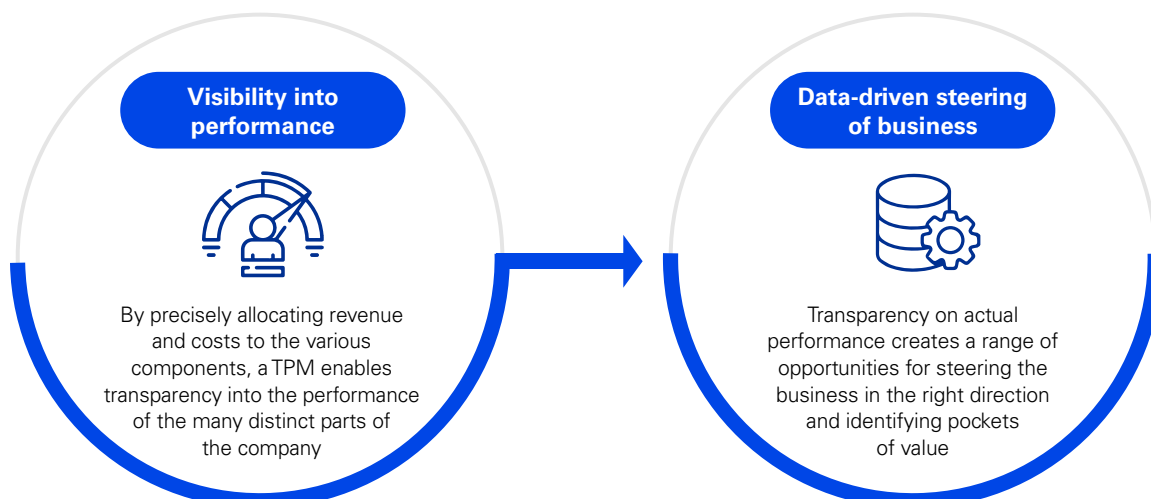 Visibility into
performance
By precisely allocating revenue
and costs to the various
components, a TPM enables
transparency into the performance
of the many distinct parts of
the company
Data-driven steering
of business
Transparency on actual
performance creates a range of
opportunities for steering the
business in the right direction
and identifying pockets
of value